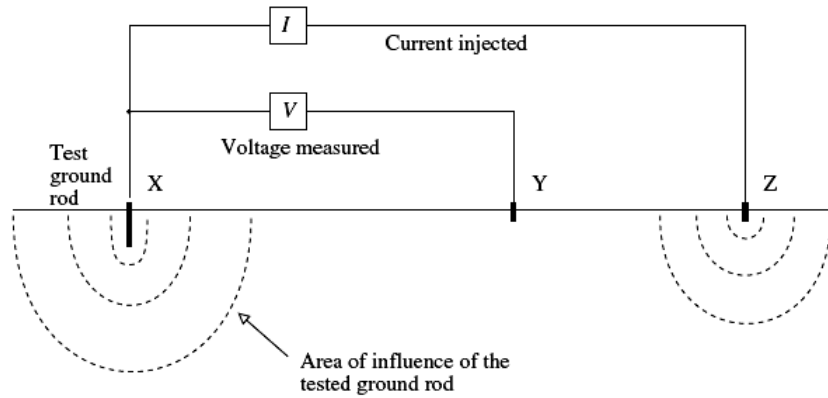 I
Current injected
V
Voltage measured
Test
ground
rod
X
Y
Z
Area of influence of the
tested ground rod